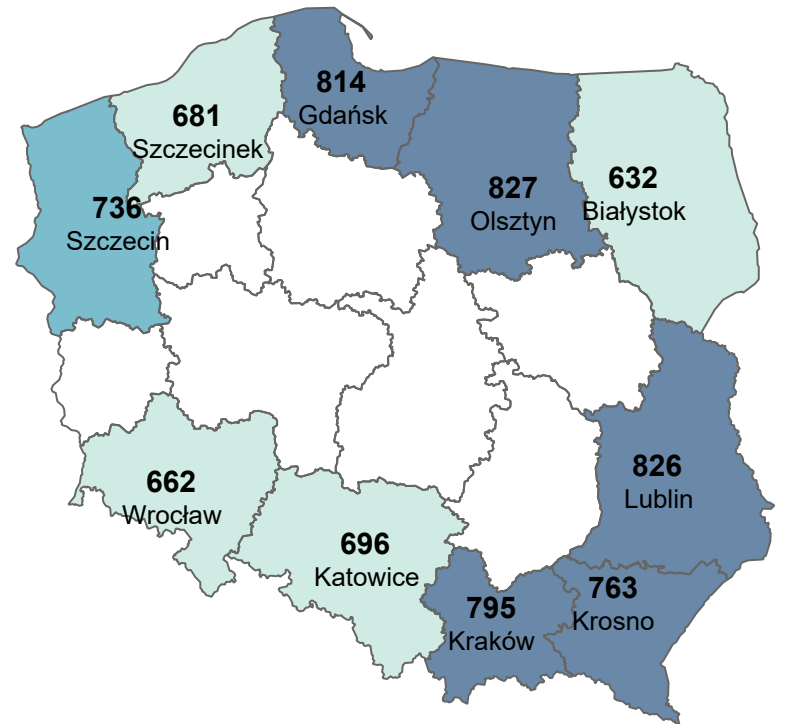 814
Gdańsk
681
Szczecinek
827
Olsztyn
632
Białystok
736
Szczecin
826
Lublin
662
Wrocław
696
Katowice
795
Kraków
763
Krosno